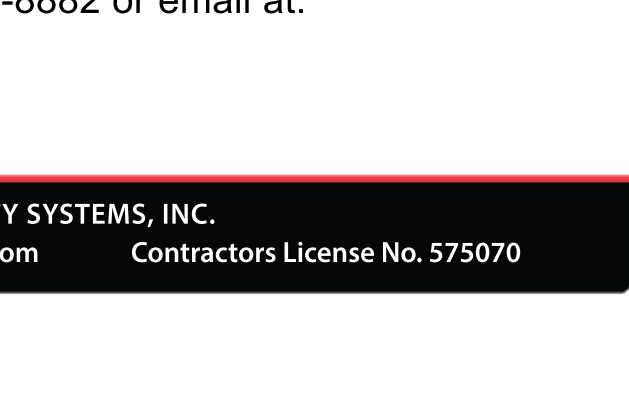 -8882 or email at:
Y SYSTEMS, INC.
om Contractors License No. 575070